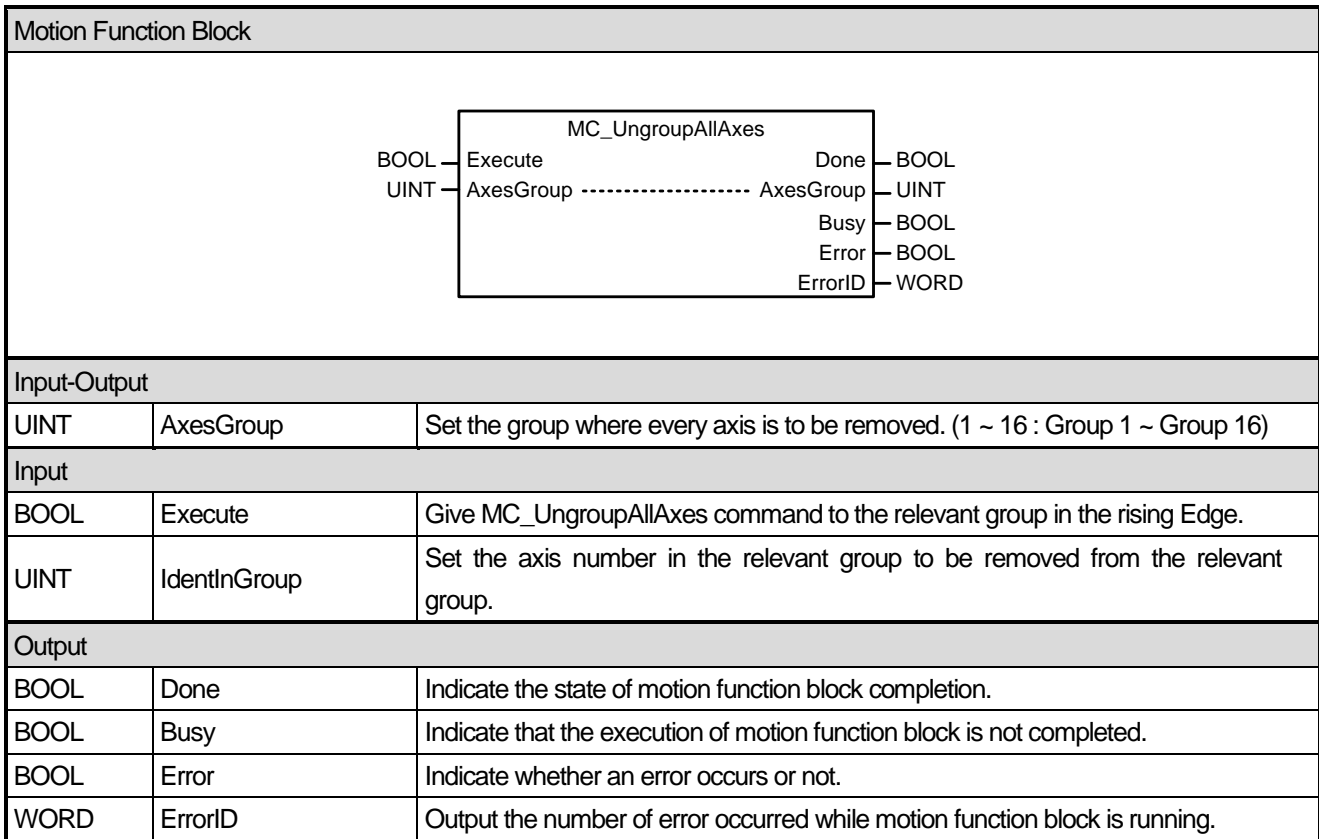 Motion Function Block
MC_UngroupAllAxes
BOOL Execute Done BOOL
UINT AxesGroup AxesGroup UINT
Busy BOOL
Error BOOL
ErrorID WORD
Input-Output
UINT AxesGroup Set the group where every axis is to be removed. (1 ~ 16 : Group 1 ~ Group 16)
Input
BOOL Execute Give MC_UngroupAllAxes command to the relevant group in the rising Edge.
UINT IdentInGroup Set the axis number in the relevant group to be removed from the relevant
group.
Output
BOOL Done Indicate the state of motion function block completion.
BOOL Busy Indicate that the execution of motion function block is not completed.
BOOL Error Indicate whether an error occurs or not.
WORD ErrorID Output the number of error occurred while motion function block is running.